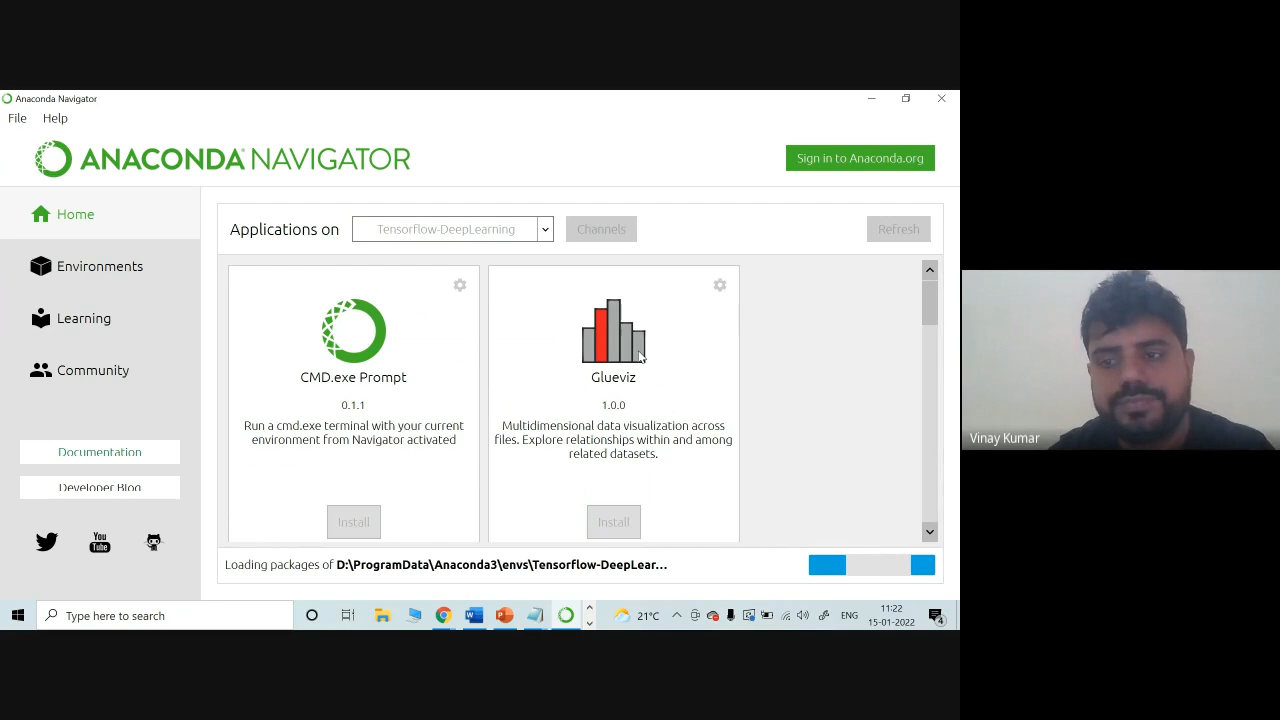 Anaconda Navigator
File Help
ANACONDA NAVIGATOR
Sign in to Anaconda.org
Home
Environments
Learning
Community
Documentation
Developer Blog
You
Tube
Applications on Tensorflow-DeepLearning Channels Refresh
CMD.exe Prompt
0.1.1
Run a cmd.exe terminal with your current
environment from Navigator activated
Install
Glueviz
1.0.0
Multidimensional data visualization across
files. Explore relationships within and among
related datasets.
Install
Loading packages of D:\ProgramData\Anaconda3\envs\Tensorflow-DeepLear...
Type here to search
21°C
ENG
11:22
15-01-2022
4
Vinay Kumar